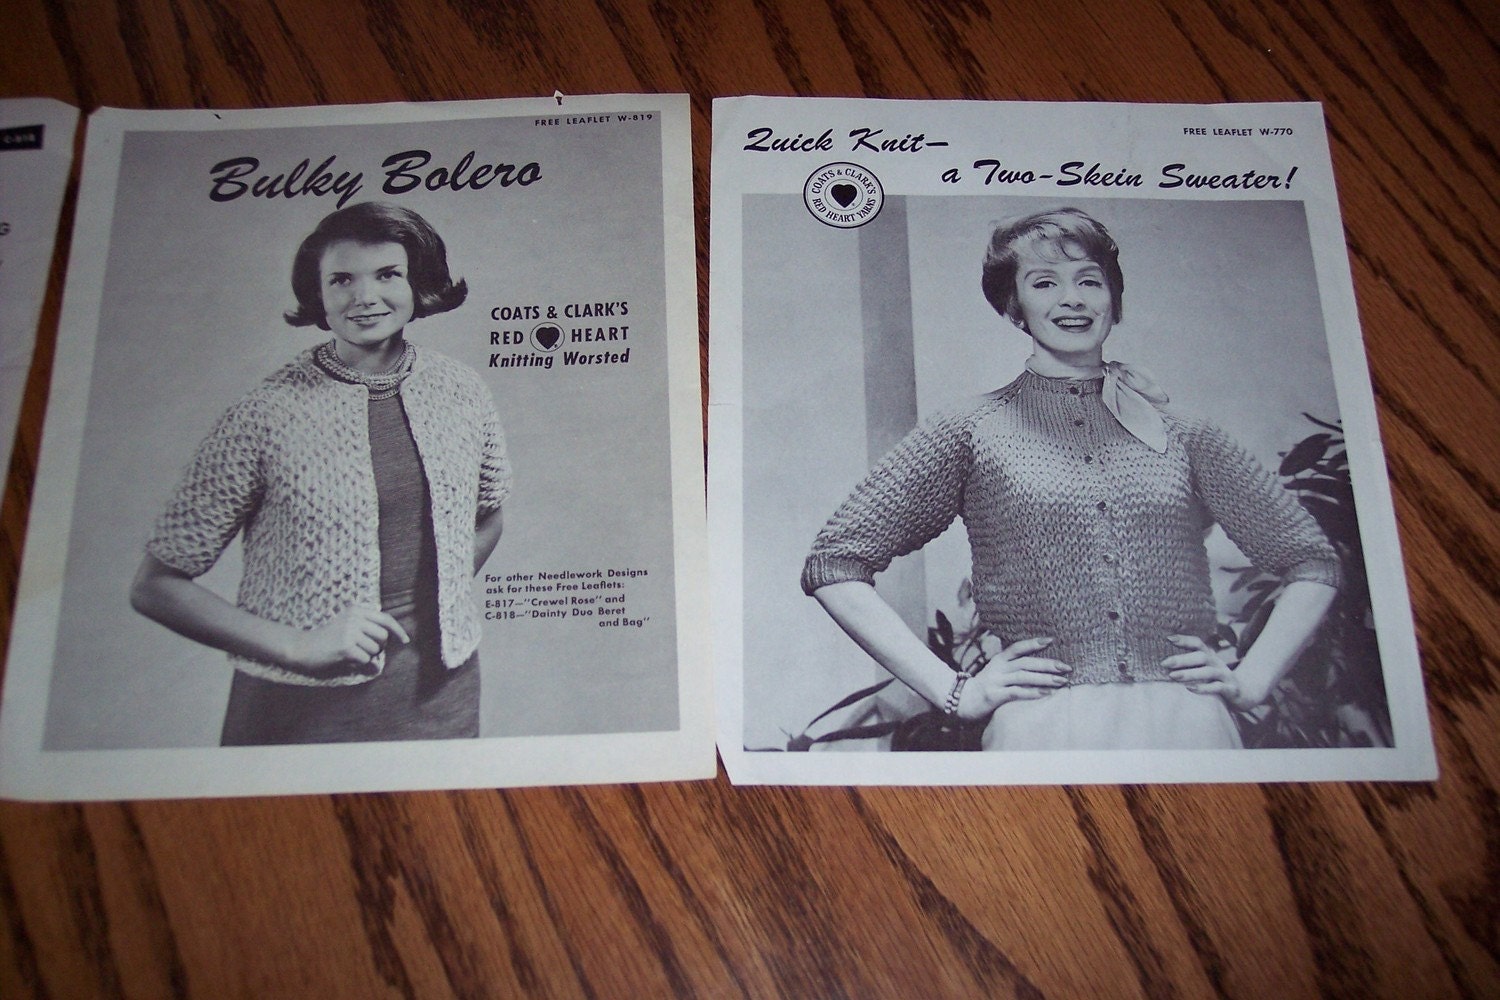 C-818
G
FREE LEAFLET W-819
Bulky Bolero
COATS & CLARK'S
RED HEART
Knitting Worsted
For other Needlework Designs
ask for these Free Leaflets:
E-817—"Crewel Rose" and
C-818—"Dainty Duo Beret
and Bag"
Quick Knit—
FREE LEAFLET W-770
a Two-Skein Sweater!
COATS & CLARK'S
RED HEART YARNS